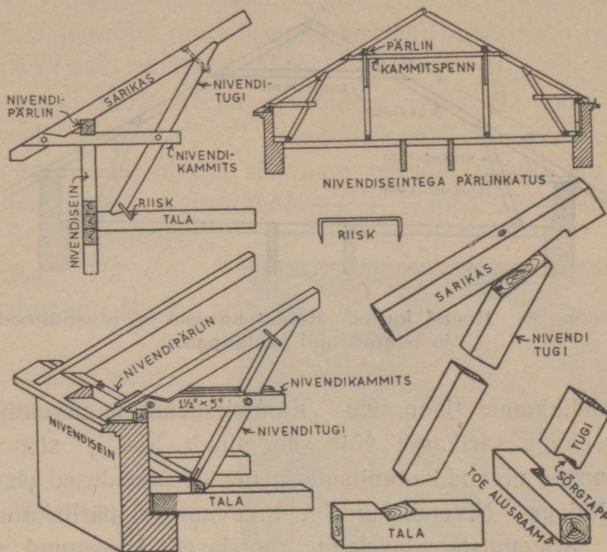 NIVENDI-
PÄRLIN
SARIKAS
NIVENDI-
TUGI
NIVENDI-
KAMMITS
RIISK
TALA
NIVENDISEIN
PÄRLIN
KAMMITSPENN
NIVENDISEINTEGA PÄRLINKATUS
RIISK
SARIKAS
NIVENDI
TUGI
NIVENDIPÄRLIN
NIVENDIKAMMITS
1½" × 5"
NIVENDISEIN
NIVENDITUGI
TALA
TALA
TUGI
SÕRGTAPP
TOE ALUSRAAM